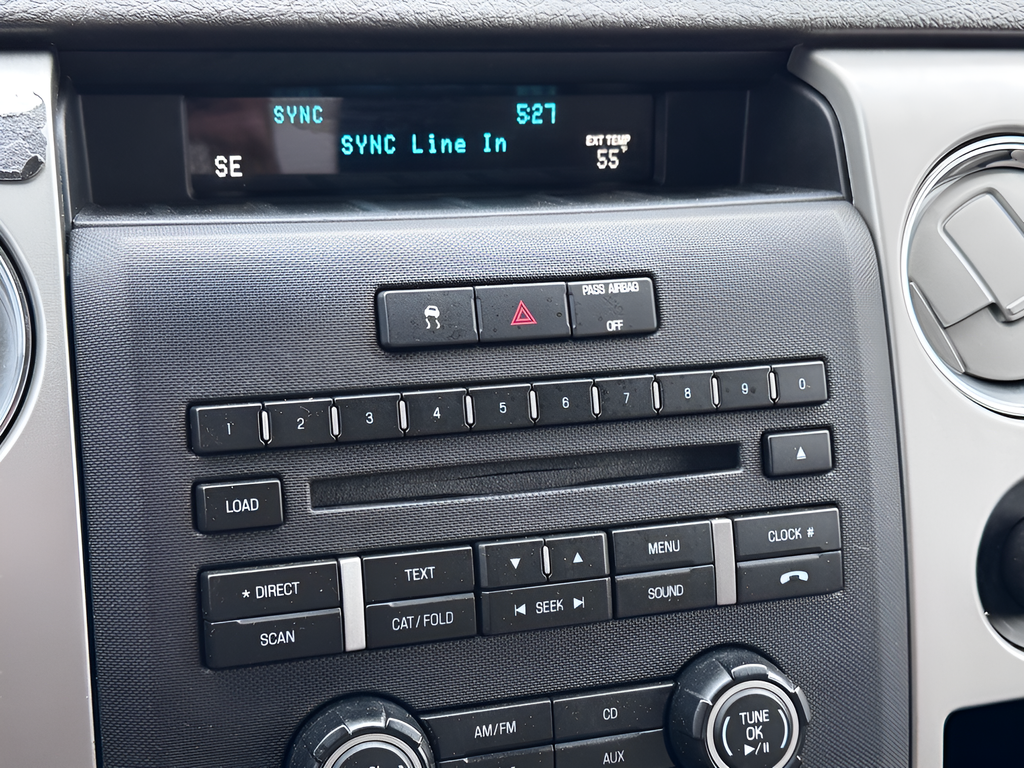 SYNC 5:27
SYNC Line In
EXT TEMP
SE 55°F
PASS AIRBAG
OFF
1 2 3 4 5 6 7 8 9 0
LOAD
CLOCK #
MENU
TEXT
* DIRECT
SEEK
SOUND
CAT/FOLD
SCAN
AM/FM CD
TUNE
OK
AUX